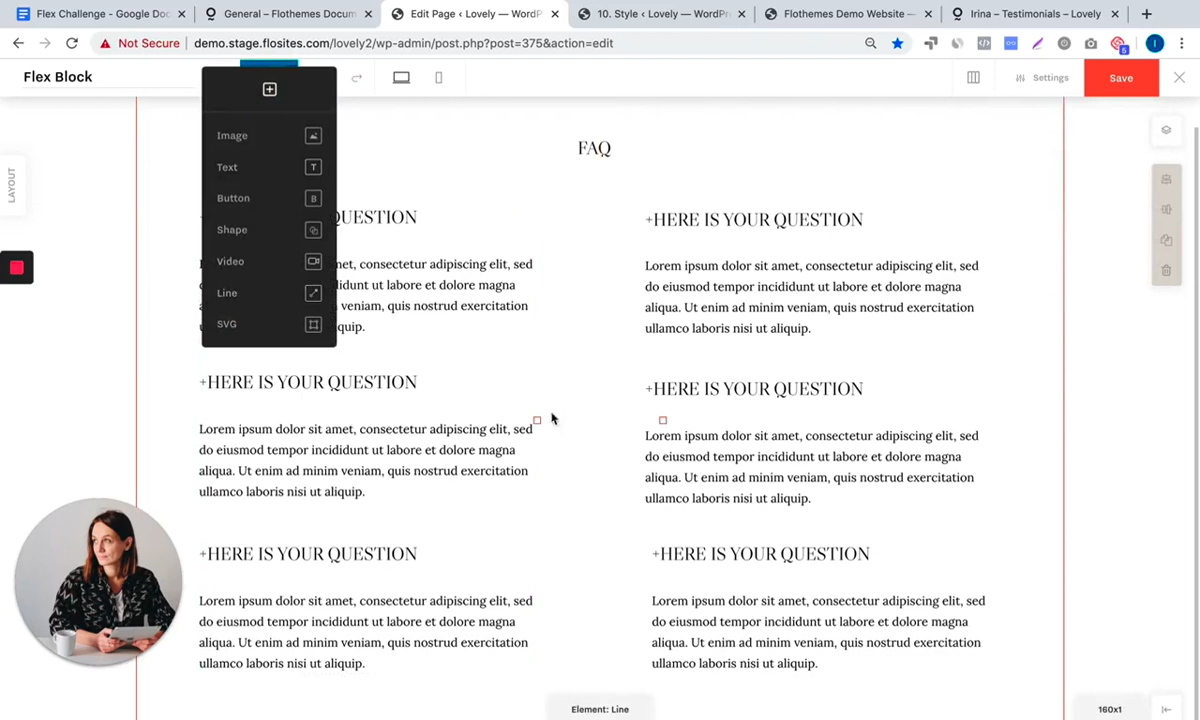 Flex Challenge - Google Doc
General – Flothemes Docum
Edit Page ‹ Lovely — WordP
10. Style ‹ Lovely — WordPr
Flothemes Demo Website —
Irina – Testimonials – Lovely
Not Secure
demo.stage.flosites.com/lovely2/wp-admin/post.php?post=375&action=edit
5
I
Flex Block
Settings
Save
LAYOUT
Image
Text
T
Button
B
Shape
Video
Line
SVG
FAQ
QUESTION
net, consectetur adipiscing elit, sed
didunt ut labore et dolore magna
veniam, quis nostrud exercitation
quip.
+HERE IS YOUR QUESTION
Lorem ipsum dolor sit amet, consectetur adipiscing elit, sed
do eiusmod tempor incididunt ut labore et dolore magna
aliqua. Ut enim ad minim veniam, quis nostrud exercitation
ullamco laboris nisi ut aliquip.
+HERE IS YOUR QUESTION
Lorem ipsum dolor sit amet, consectetur adipiscing elit, sed
do eiusmod tempor incididunt ut labore et dolore magna
aliqua. Ut enim ad minim veniam, quis nostrud exercitation
ullamco laboris nisi ut aliquip.
+HERE IS YOUR QUESTION
Lorem ipsum dolor sit amet, consectetur adipiscing elit, sed
do eiusmod tempor incididunt ut labore et dolore magna
aliqua. Ut enim ad minim veniam, quis nostrud exercitation
ullamco laboris nisi ut aliquip.
+HERE IS YOUR QUESTION
Lorem ipsum dolor sit amet, consectetur adipiscing elit, sed
do eiusmod tempor incididunt ut labore et dolore magna
aliqua. Ut enim ad minim veniam, quis nostrud exercitation
ullamco laboris nisi ut aliquip.
+HERE IS YOUR QUESTION
Lorem ipsum dolor sit amet, consectetur adipiscing elit, sed
do eiusmod tempor incididunt ut labore et dolore magna
aliqua. Ut enim ad minim veniam, quis nostrud exercitation
ullamco laboris nisi ut aliquip.
Element: Line
160x1